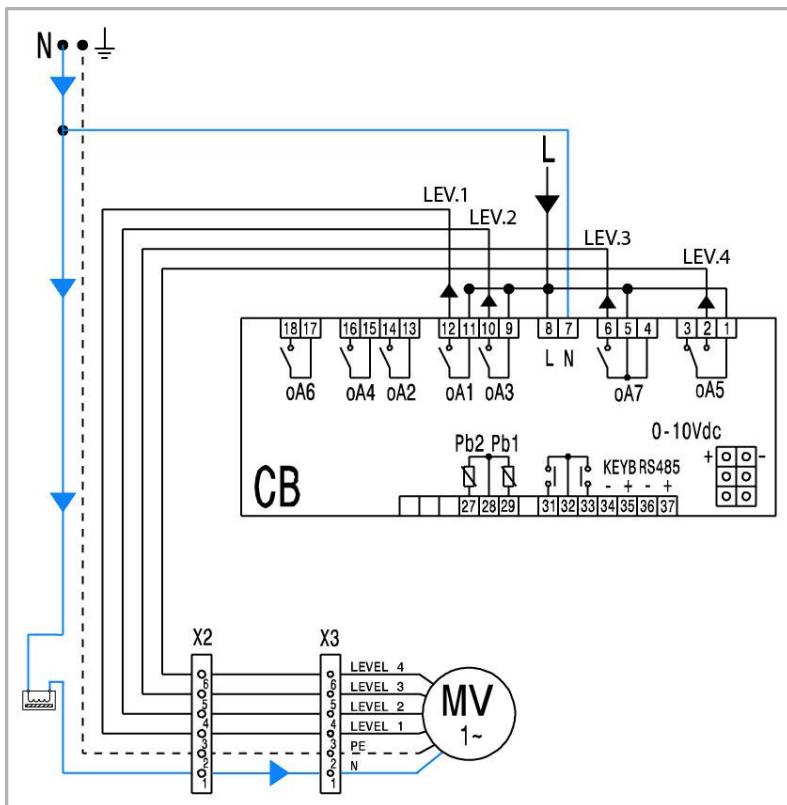 N
L
LEV.1
LEV.2
LEV.3
LEV.4
18 17 16 15 14 13 12 11 10 9 8 7 6 5 4 3 2 1
L N
oA6 oA4 oA2 oA1 oA3 oA7 oA5
0-10Vdc
+ -
Pb2 Pb1
KEYB RS485
- + - +
CB
27 28 29 31 32 33 34 35 36 37
X2 X3
6 6 LEVEL 4
5 5 LEVEL 3
4 4 LEVEL 2
3 3 LEVEL 1
2 2 PE
1 1 N
MV
1~